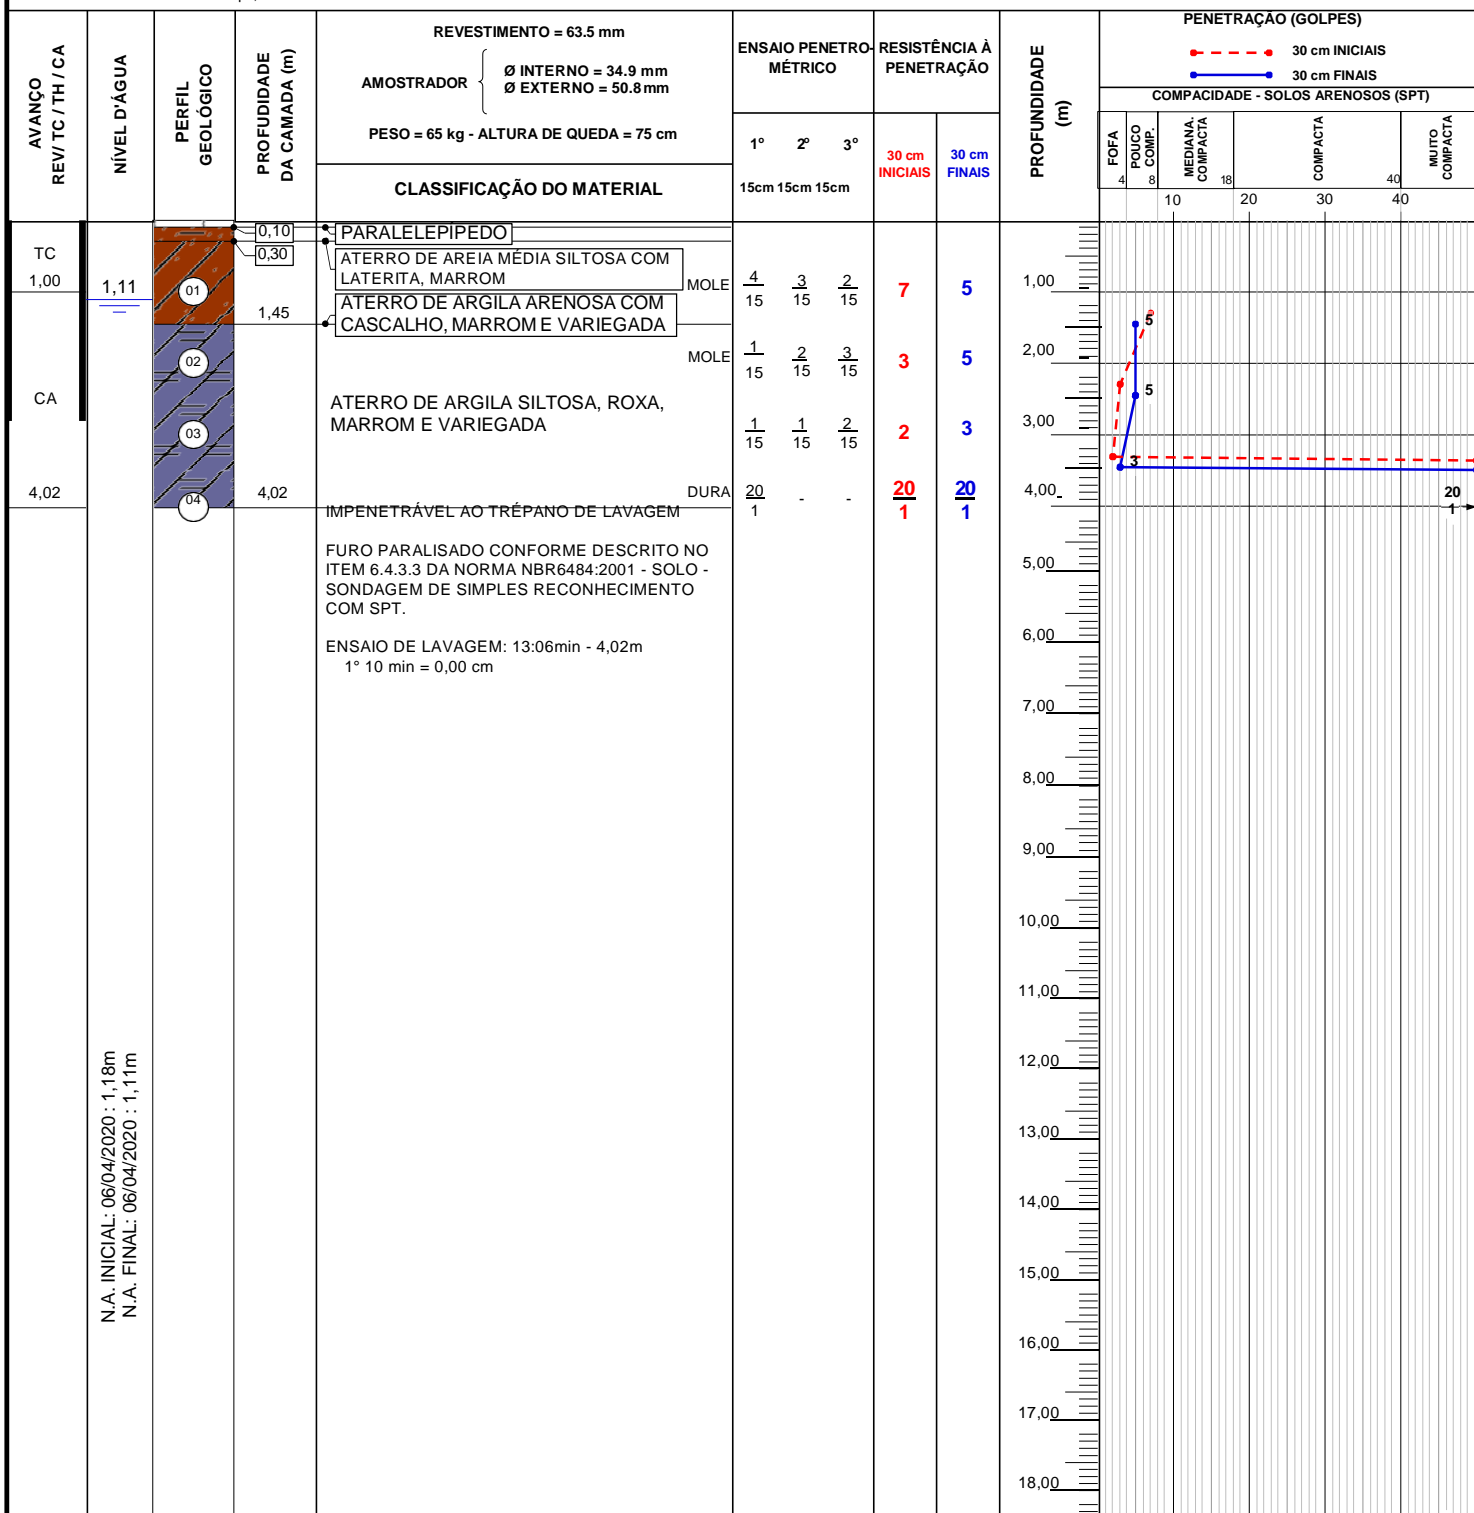 AVANÇO
REV/ TC / TH / CA
NÍVEL D'ÁGUA
PERFIL
GEOLÓGICO
PROFUDIDADE
DA CAMADA (m)
REVESTIMENTO = 63.5 mm
AMOSTRADOR
Ø INTERNO = 34.9 mm
Ø EXTERNO = 50.8mm
PESO = 65 kg - ALTURA DE QUEDA = 75 cm
CLASSIFICAÇÃO DO MATERIAL
ENSAIO PENETRO-
MÉTRICO
1º 2º 3º
15cm 15cm 15cm
RESISTÊNCIA À
PENETRAÇÃO
30 cm
INICIAIS
30 cm
FINAIS
PROFUNDIDADE
(m)
PENETRAÇÃO (GOLPES)
30 cm INICIAIS
30 cm FINAIS
COMPACIDADE - SOLOS ARENOSOS (SPT)
FOFA
4
POUCO
COMP.
8
MEDIANA.
COMPACTA
18
COMPACTA
40
MUITO
COMPACTA
10 20 30 40
TC
1,00
CA
4,02
1,11
N.A. INICIAL: 06/04/2020 : 1,18m
N.A. FINAL: 06/04/2020 : 1,11m
01
02
03
04
0,10
0,30
1,45
4,02
PARALELEPÍPEDO
ATERRO DE AREIA MÉDIA SILTOSA COM
LATERITA, MARROM
ATERRO DE ARGILA ARENOSA COM
CASCALHO, MARROM E VARIEGADA
ATERRO DE ARGILA SILTOSA, ROXA,
MARROM E VARIEGADA
IMPENETRÁVEL AO TRÉPANO DE LAVAGEM
FURO PARALISADO CONFORME DESCRITO NO
ITEM 6.4.3.3 DA NORMA NBR6484:2001 - SOLO -
SONDAGEM DE SIMPLES RECONHECIMENTO
COM SPT.
ENSAIO DE LAVAGEM: 13:06min - 4,02m
1° 10 min = 0,00 cm
MOLE 4/15 3/15 2/15 7 5
MOLE 1/15 2/15 3/15 3 5
1/15 1/15 2/15 2 3
DURA 20/1 - - 20/1 20/1
1,00
2,00
3,00
4,00
5,00
6,00
7,00
8,00
9,00
10,00
11,00
12,00
13,00
14,00
15,00
16,00
17,00
18,00
5
5
3
20
1